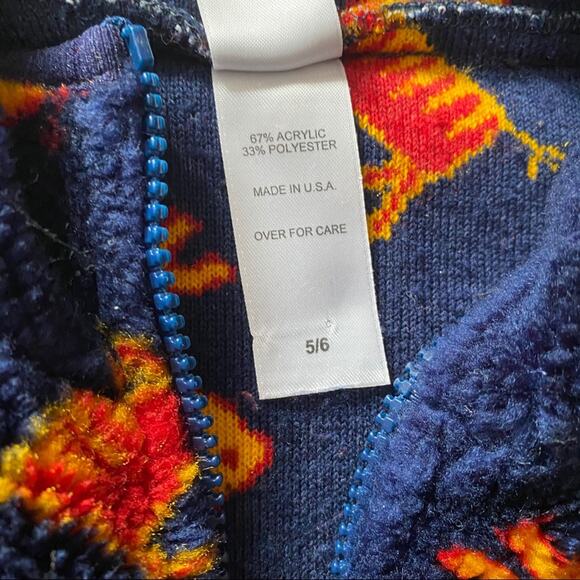 67% ACRYLIC
33% POLYESTER
MADE IN U.S.A.
OVER FOR CARE
5/6